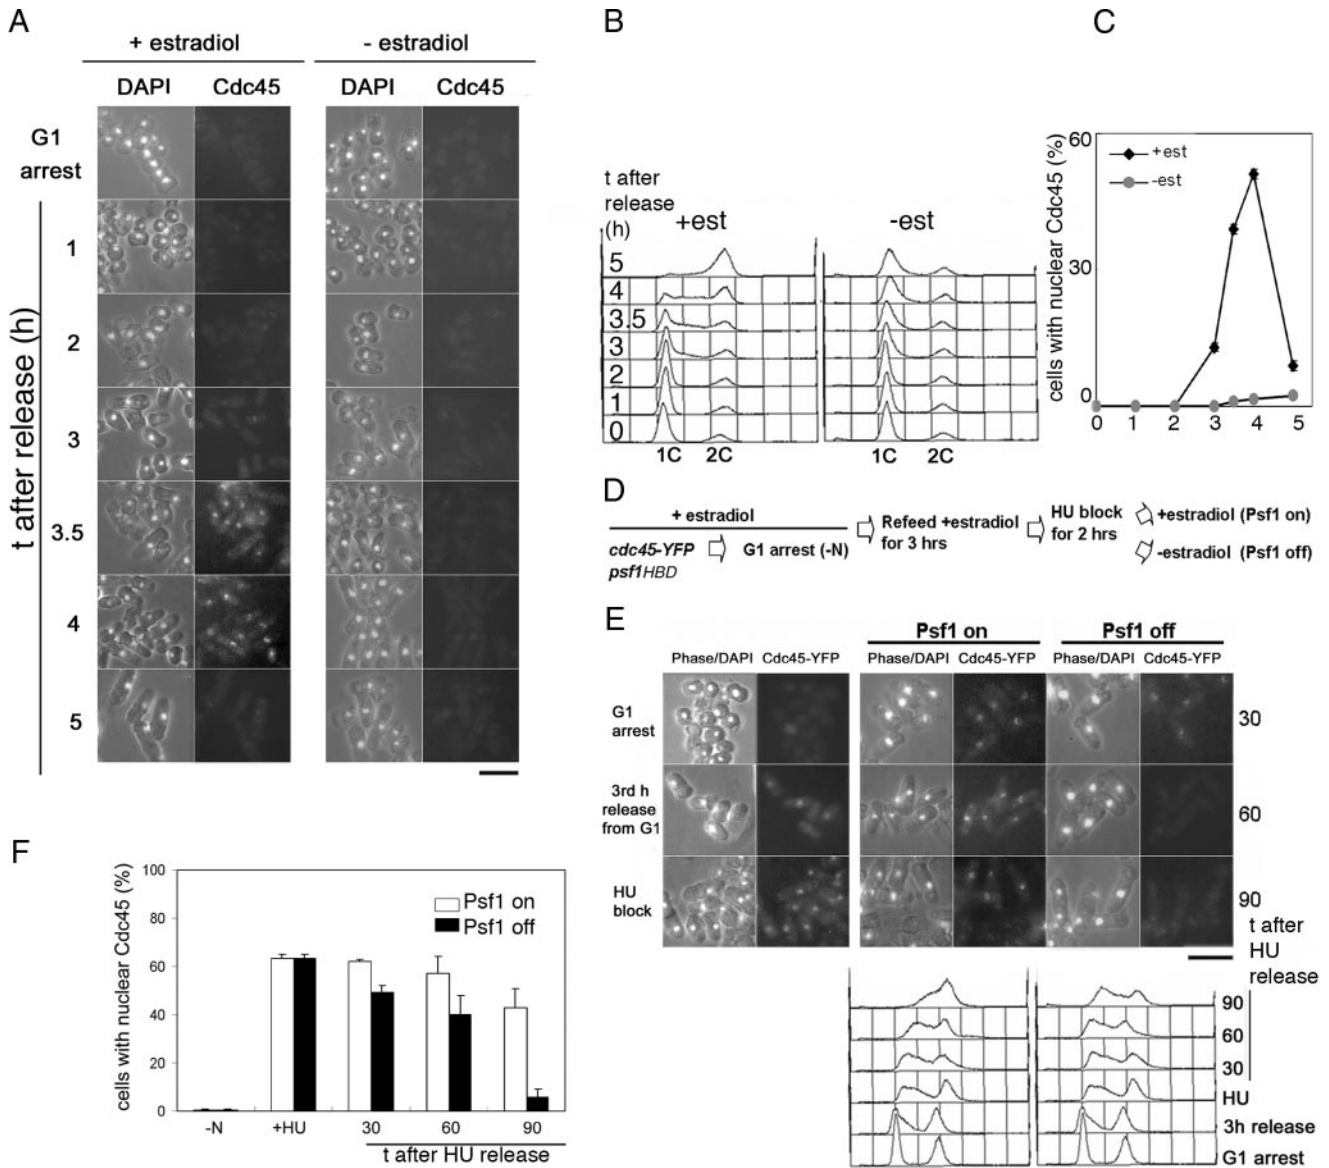 A
+ estradiol
- estradiol
DAPI
Cdc45
DAPI
Cdc45
G1
arrest
t after release (h)
1
2
3
3.5
4
5
B
t after
release
(h)
+est
-est
5
4
3.5
3
2
1
0
1C
2C
1C
2C
C
cells with nuclear Cdc45 (%)
60
30
0
+est
-est
0 1 2 3 4 5
D
+ estradiol
cdc45-YFP
psf1HBD
G1 arrest (-N)
Refeed +estradiol
for 3 hrs
HU block
for 2 hrs
+estradiol (Psf1 on)
-estradiol (Psf1 off)
E
Psf1 on
Psf1 off
Phase/DAPI Cdc45-YFP
Phase/DAPI Cdc45-YFP
Phase/DAPI Cdc45-YFP
G1
arrest
30
3rd h
release
from G1
60
HU
block
90
t after
HU
release
90
60
30
HU
3h release
G1 arrest
F
cells with nuclear Cdc45 (%)
100
80
60
40
20
0
Psf1 on
Psf1 off
-N
+HU
30
60
90
t after HU release